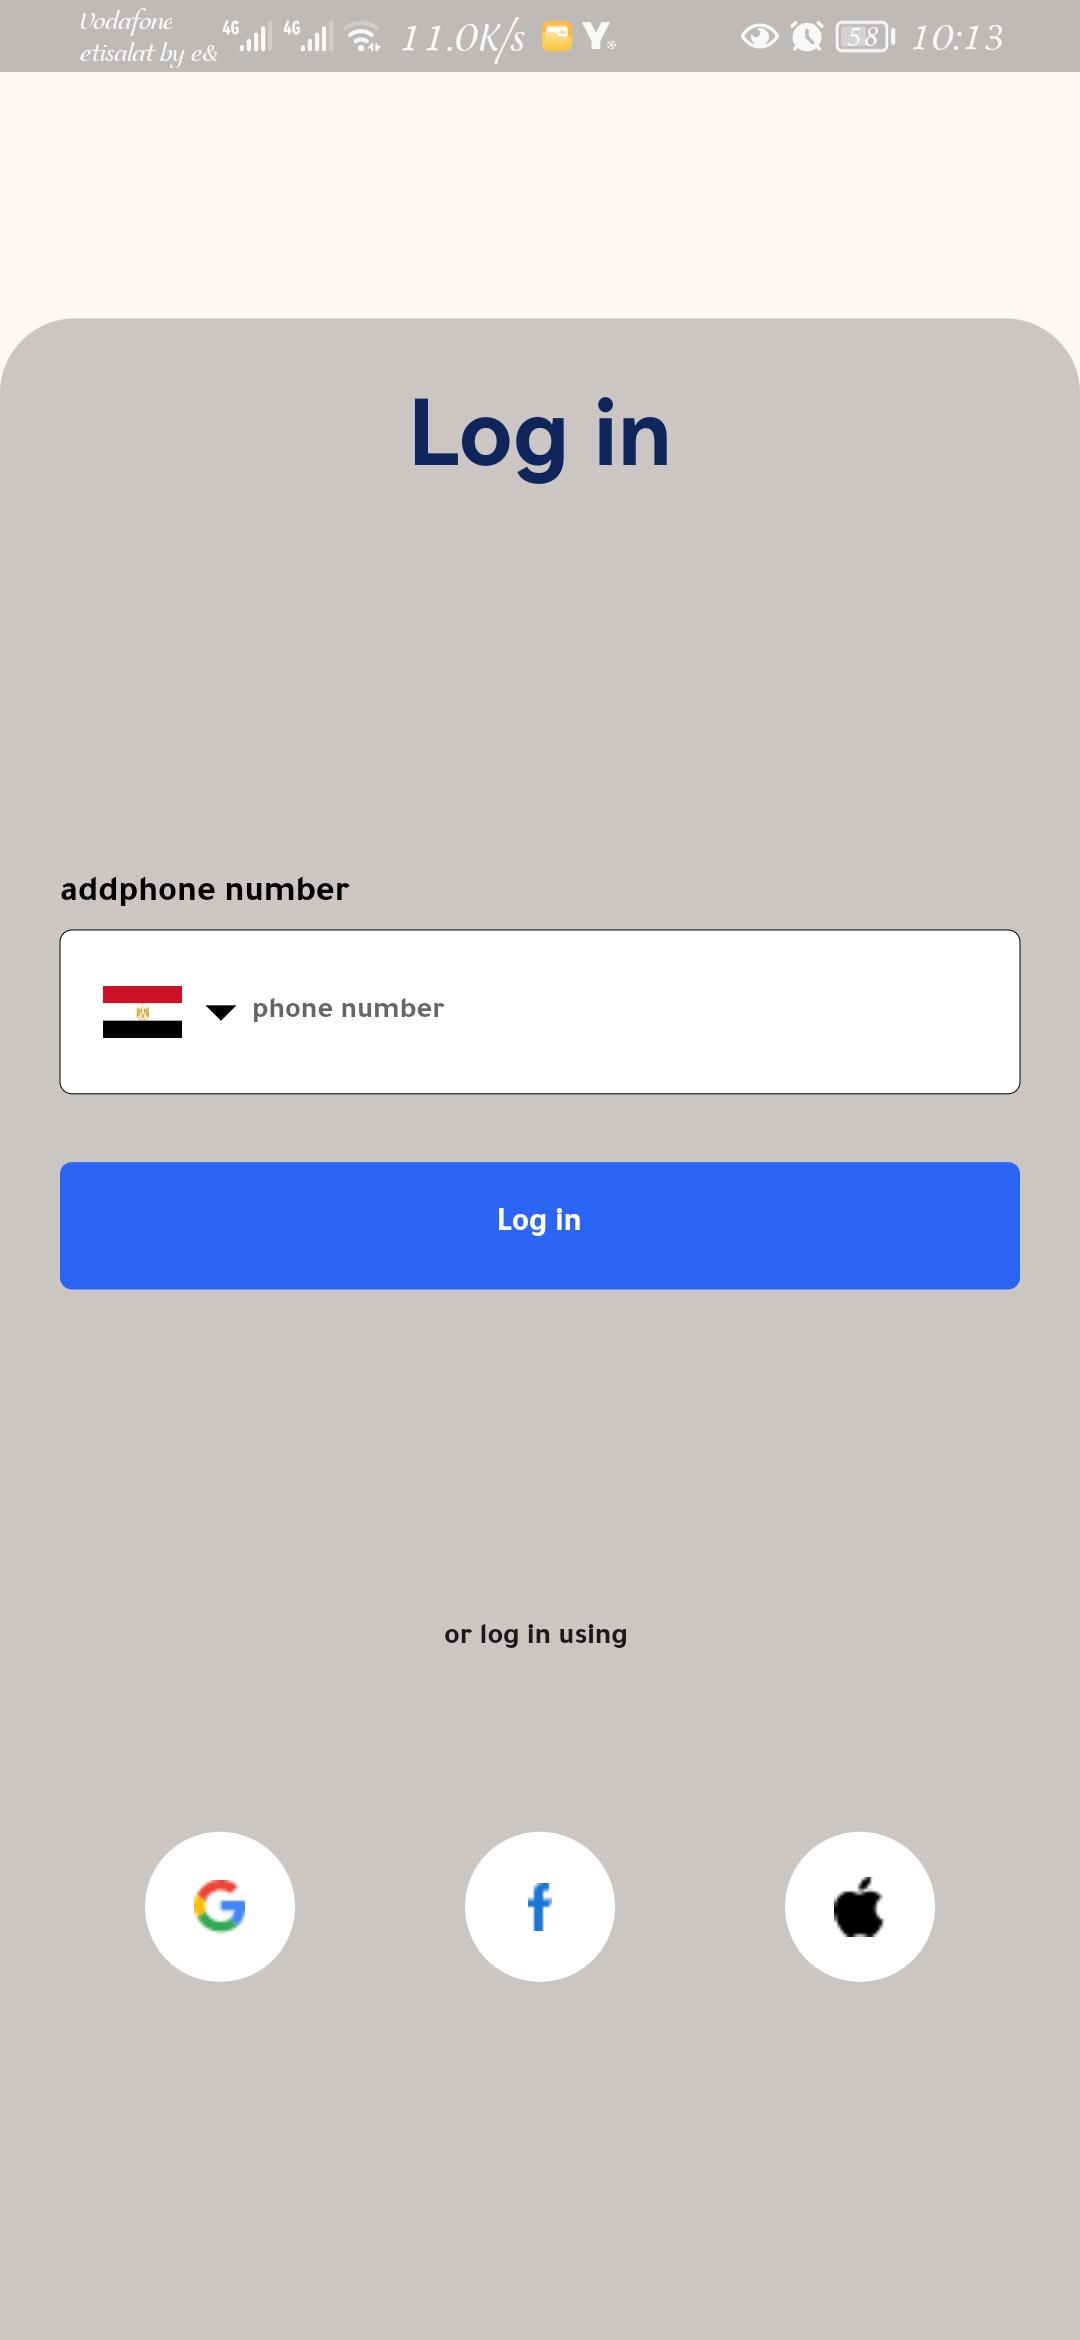 Vodafone
etisalat by e&
4G 4G 11.0K/s Y 58 10:13
Log in
addphone number
phone number
Log in
or log in using